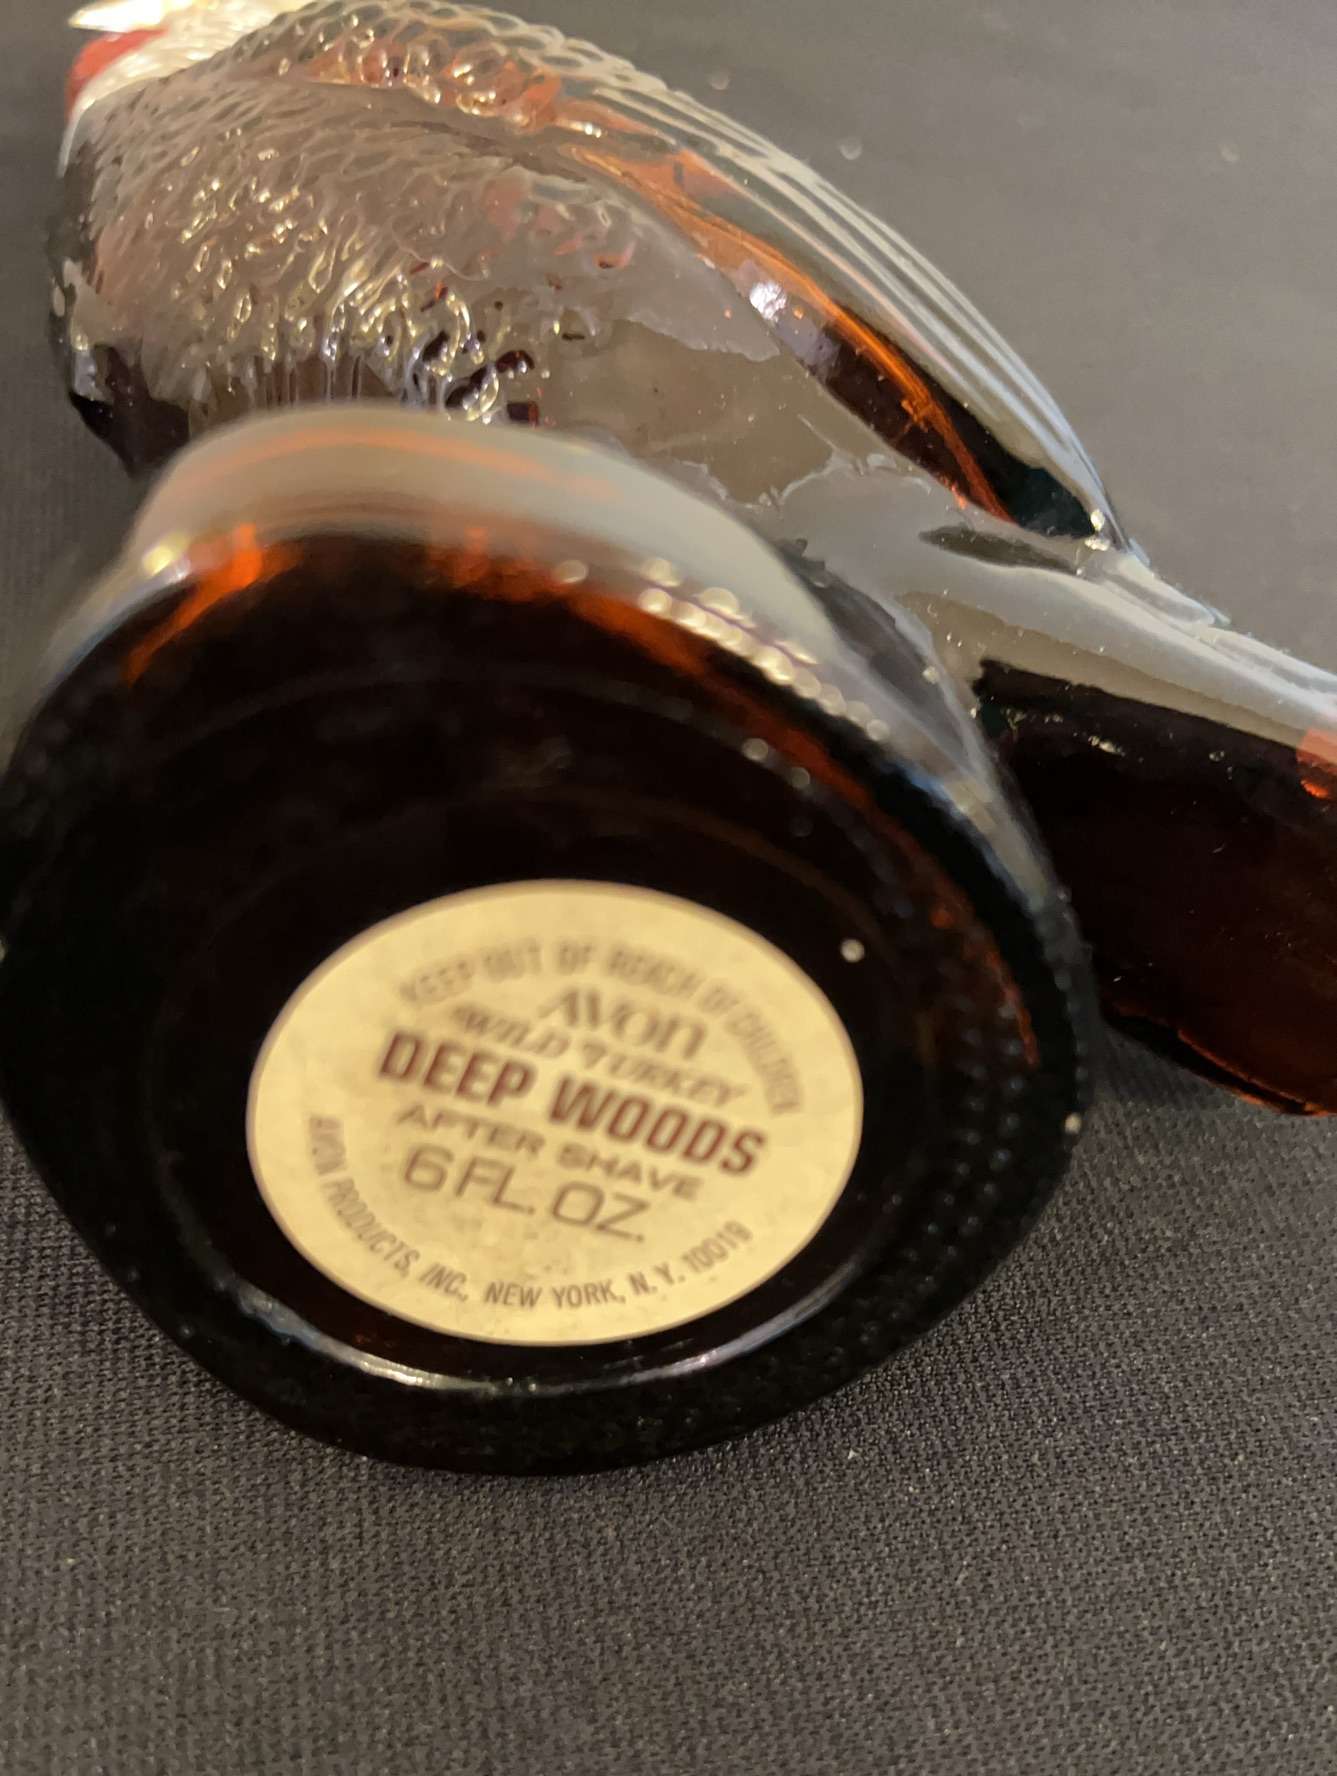 KEEP OUT OF REACH OF CHILDREN
AVON
WILD TURKEY
DEEP WOODS
AFTER SHAVE
6 FL. OZ.
AVON PRODUCTS, INC., NEW YORK, N.Y. 10019